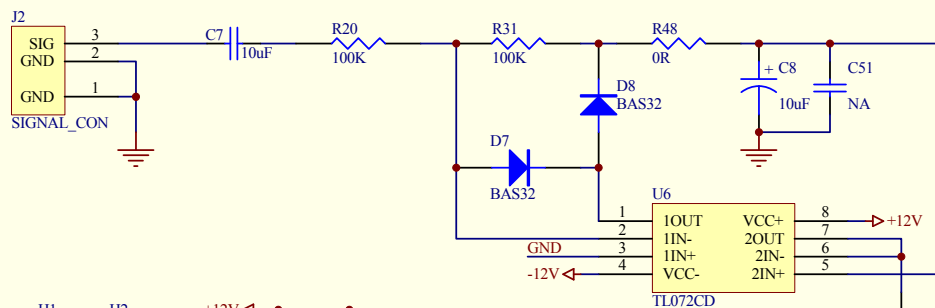 J2
SIG 3
GND 2
GND 1
SIGNAL_CON
C7
10uF
R20
100K
R31
100K
R48
0R
D8
BAS32
D7
BAS32
+ C8
10uF
C51
NA
U6
1 1OUT VCC+ 8 +12V
2 1IN- 2OUT 7
GND 3 1IN+ 2IN- 6
-12V 4 VCC- 2IN+ 5
TL072CD
+12V